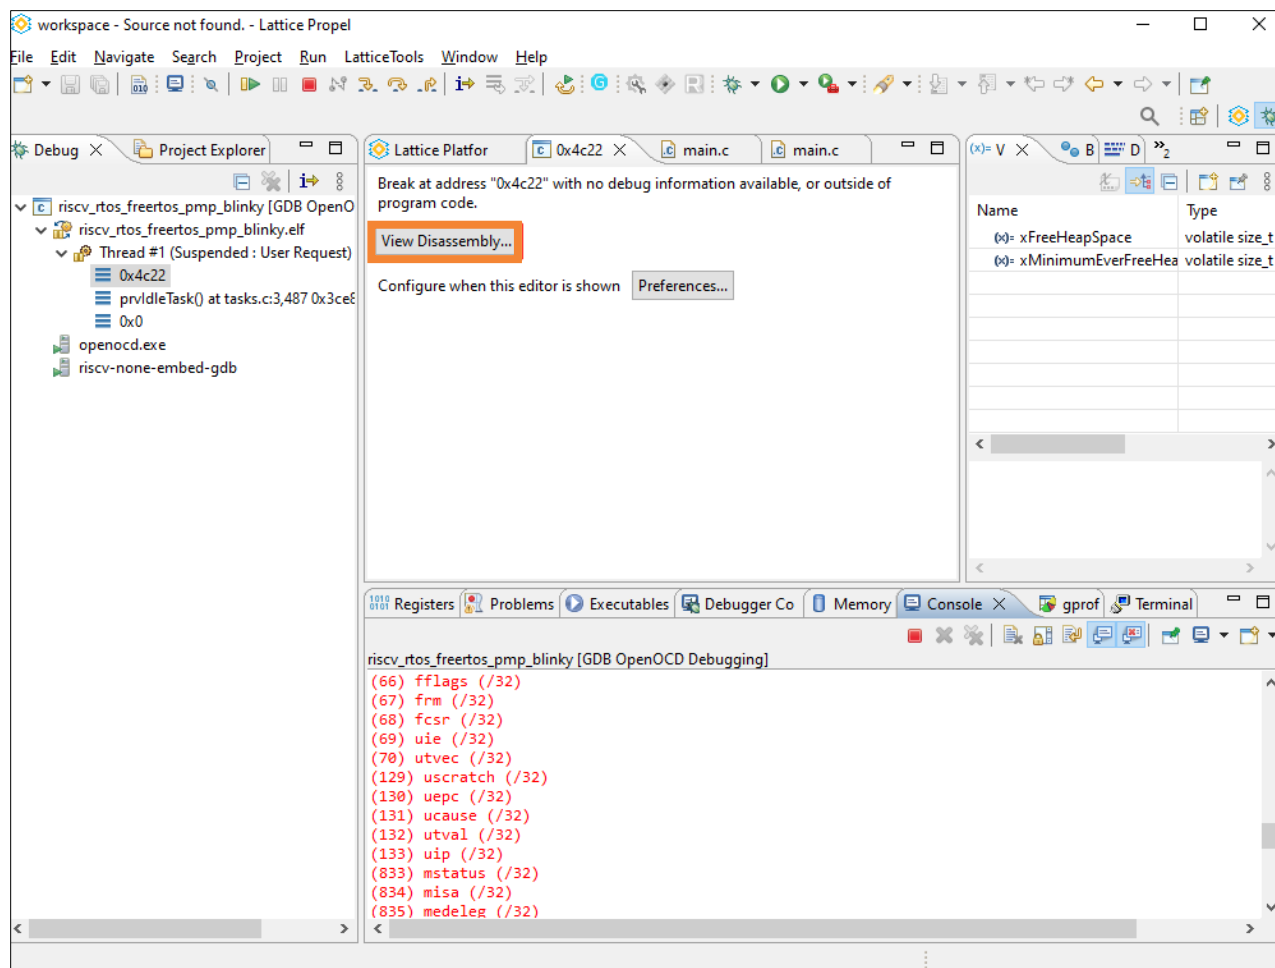 workspace - Source not found. - Lattice Propel
File Edit Navigate Search Project Run LatticeTools Window Help
Debug
Project Explorer
riscv_rtos_freertos_pmp_blinky [GDB OpenO
riscv_rtos_freertos_pmp_blinky.elf
Thread #1 (Suspended : User Request)
0x4c22
prvIdleTask() at tasks.c:3,487 0x3ce8
0x0
openocd.exe
riscv-none-embed-gdb
Lattice Platfor
0x4c22
main.c
main.c
Break at address "0x4c22" with no debug information available, or outside of
program code.
View Disassembly...
Configure when this editor is shown Preferences...
(x)= V
B
D
»2
Name Type
(x)= xFreeHeapSpace volatile size_t
(x)= xMinimumEverFreeHea volatile size_t
Registers Problems Executables Debugger Co Memory Console gprof Terminal
riscv_rtos_freertos_pmp_blinky [GDB OpenOCD Debugging]
(66) fflags (/32)
(67) frm (/32)
(68) fcsr (/32)
(69) uie (/32)
(70) utvec (/32)
(129) uscratch (/32)
(130) uepc (/32)
(131) ucause (/32)
(132) utval (/32)
(133) uip (/32)
(833) mstatus (/32)
(834) misa (/32)
(835) medeleg (/32)